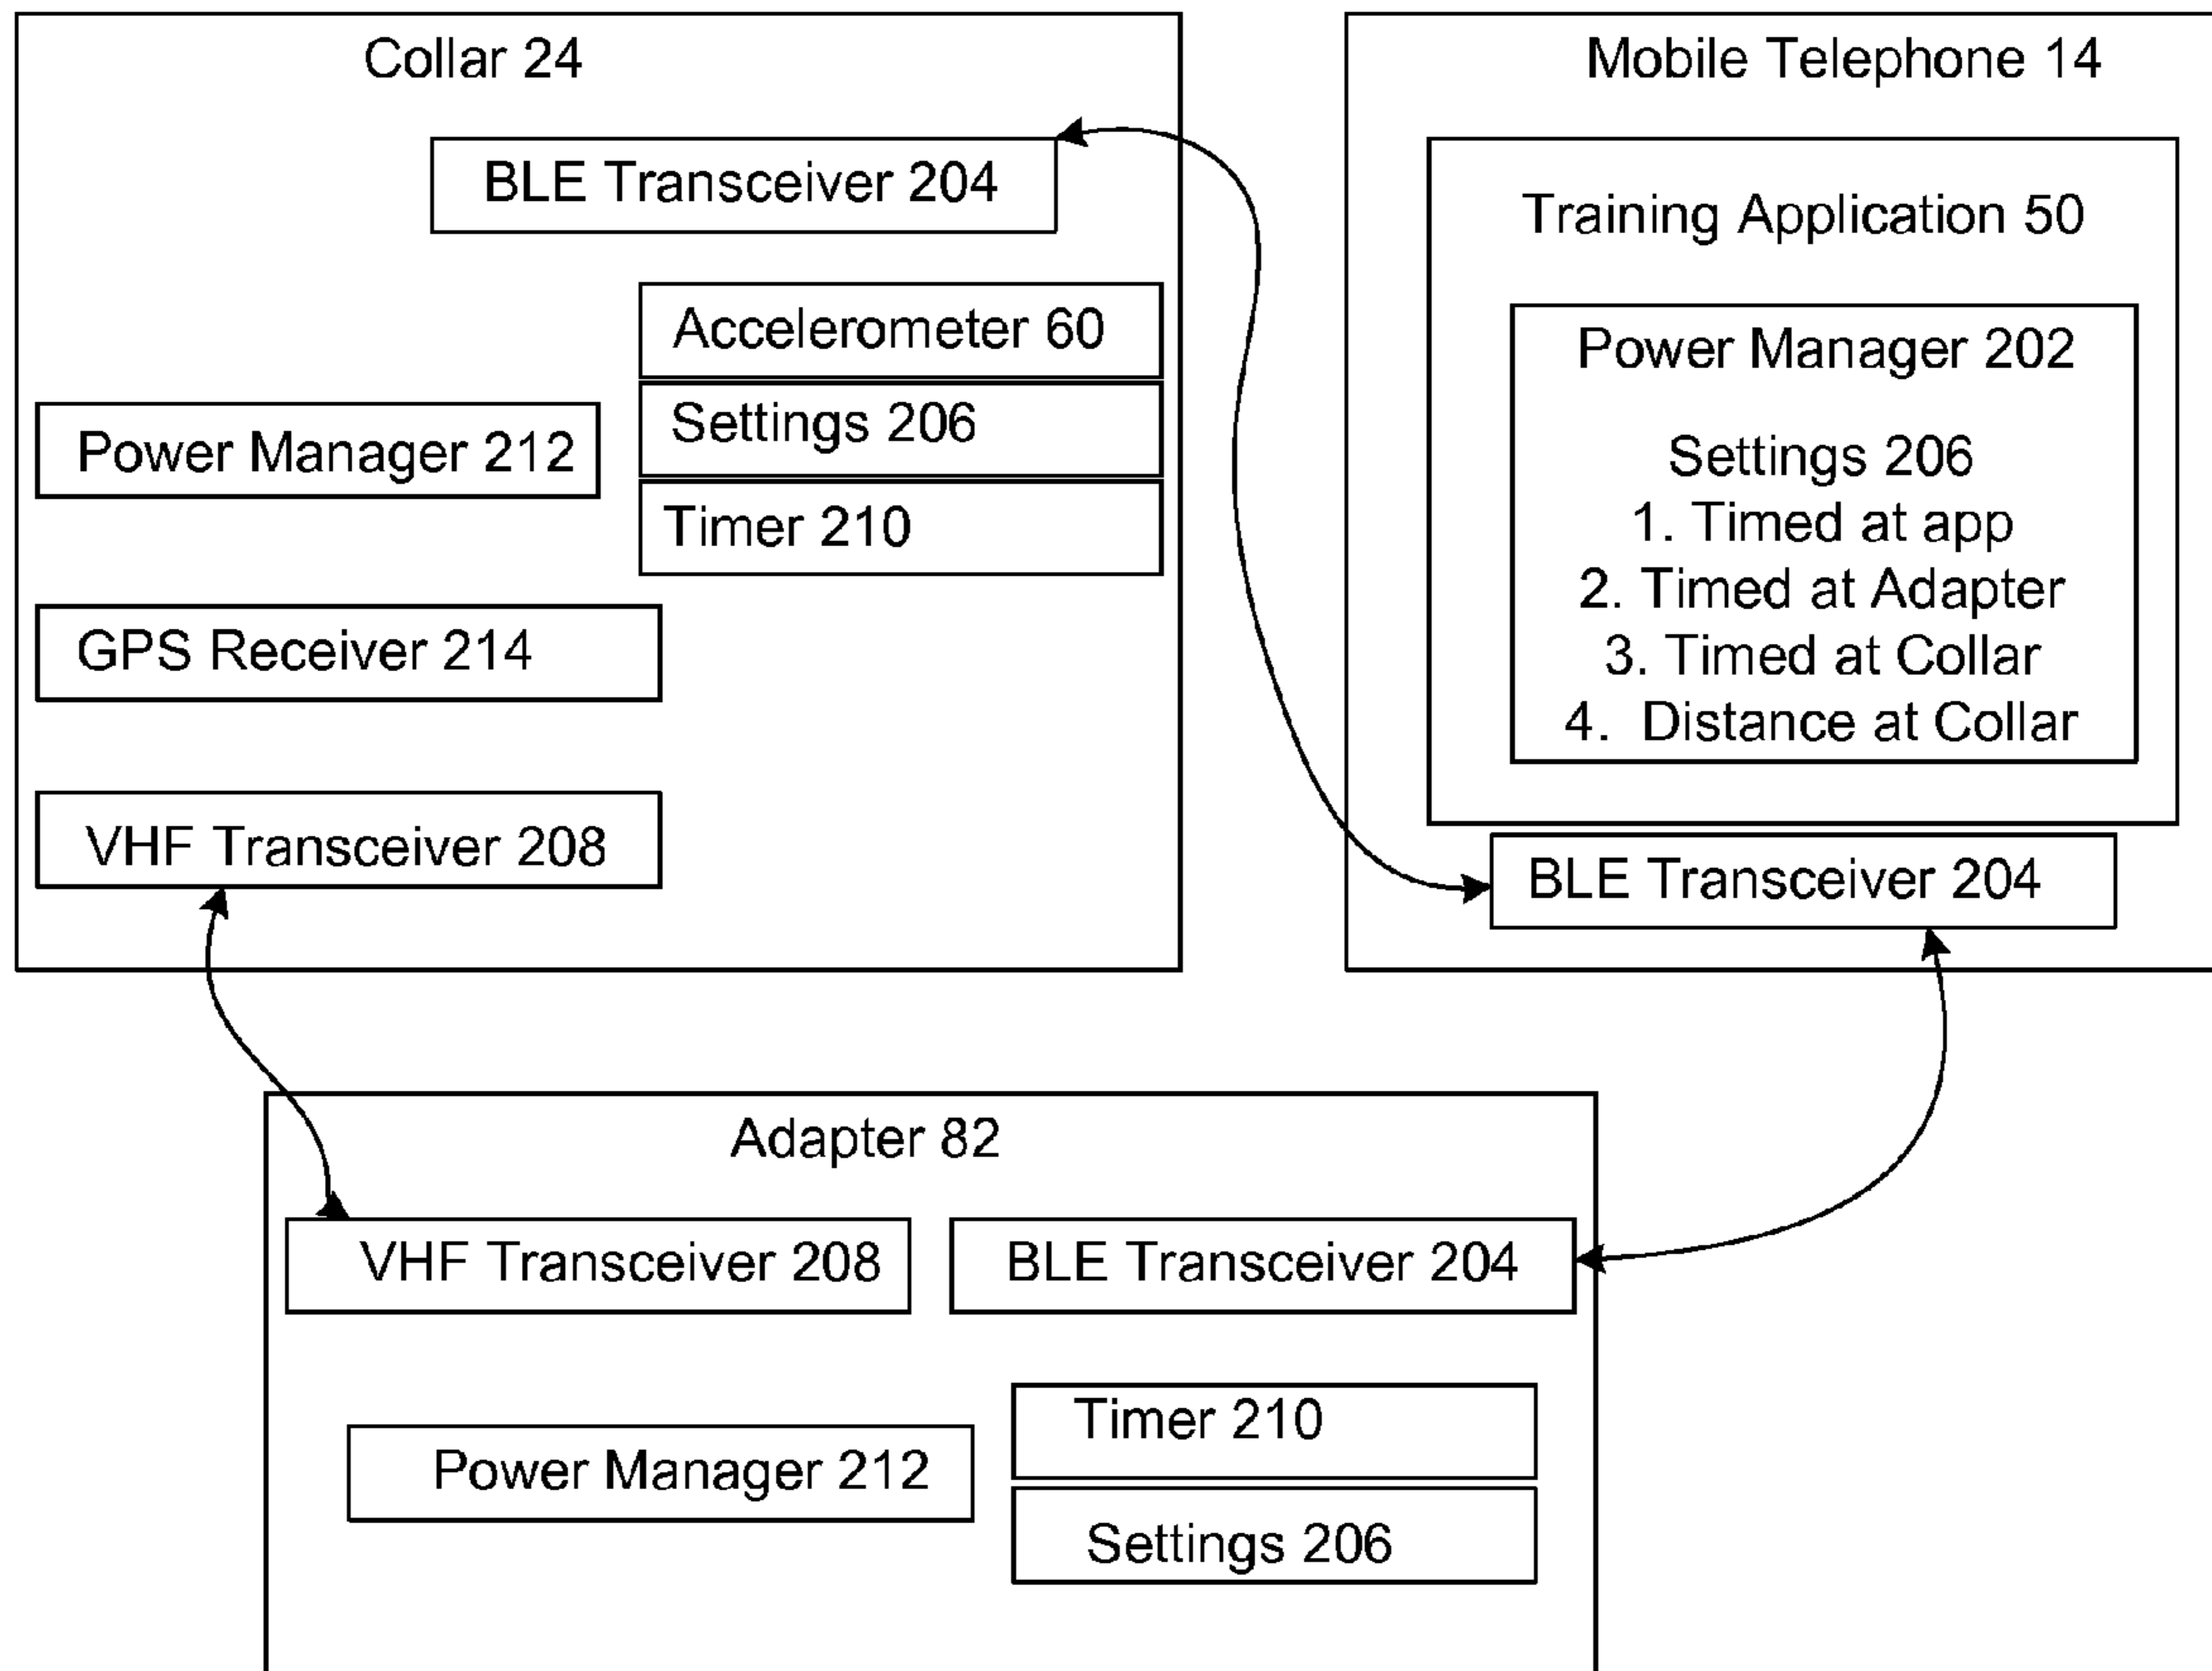 Collar 24
BLE Transceiver 204
Accelerometer 60
Settings 206
Timer 210
Power Manager 212
GPS Receiver 214
VHF Transceiver 208
Mobile Telephone 14
Training Application 50
Power Manager 202
Settings 206
1. Timed at app
2. Timed at Adapter
3. Timed at Collar
4. Distance at Collar
BLE Transceiver 204
Adapter 82
VHF Transceiver 208
BLE Transceiver 204
Timer 210
Power Manager 212
Settings 206